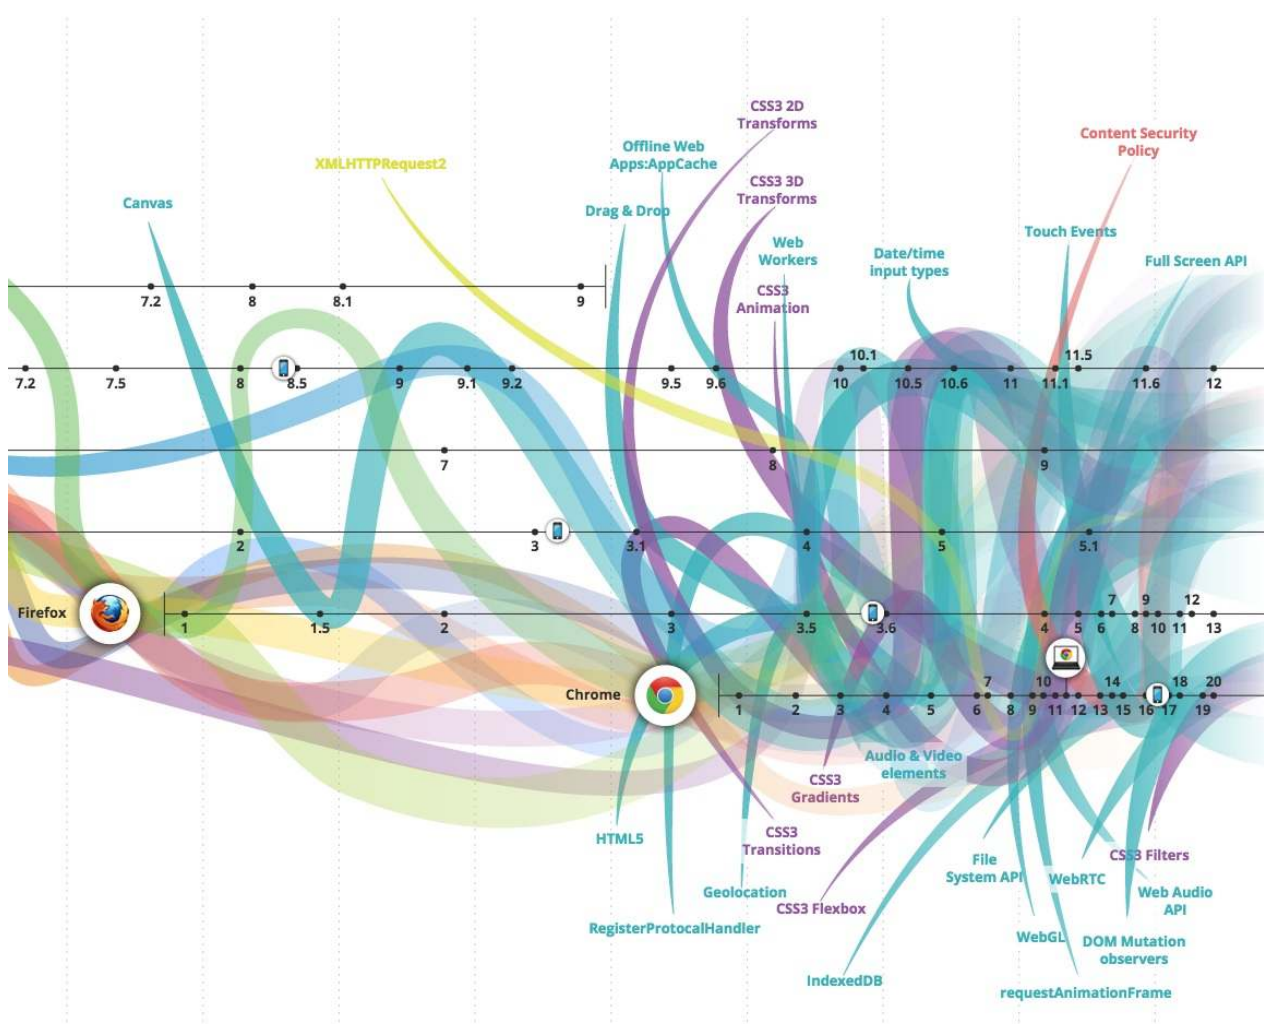 CSS3 2D
Transforms
Content Security
Policy
Offline Web
Apps:AppCache
XMLHTTPRequest2
CSS3 3D
Transforms
Canvas
Drag & Drop
Touch Events
Web
Workers
Date/time
input types
Full Screen API
CSS3
Animation
7.2 8 8.1 9
10.1 11.5
7.2 7.5 8 8.5 9 9.1 9.2 9.5 9.6 10 10.5 10.6 11 11.1 11.6 12
7 8 9
2 3 3.1 4 5 5.1
7 9 12
Firefox
1 1.5 2 3 3.5 3.6 4 5 6 8 10 11 13
7 10 14 18 20
Chrome
1 2 3 4 5 6 8 9 11 12 13 15 16 17 19
Audio & Video
elements
CSS3
Gradients
HTML5
CSS3
Transitions
File
System API
CSS3 Filters
WebRTC
Geolocation
Web Audio
API
CSS3 Flexbox
RegisterProtocalHandler
WebGL
DOM Mutation
observers
IndexedDB
requestAnimationFrame